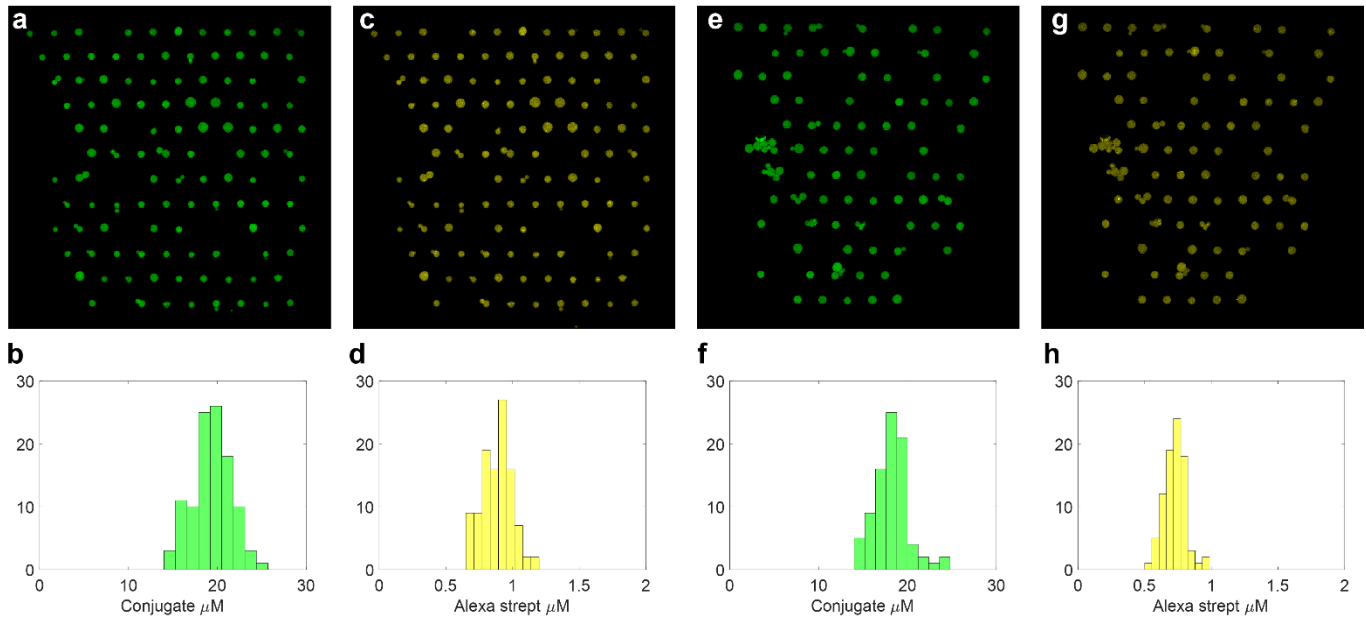 a c e g
b d f h
30 30 30 30
20 20 20 20
10 10 10 10
0 0 0 0
0 10 20 30 0 0.5 1 1.5 2 0 10 20 30 0 0.5 1 1.5 2
Conjugate μM Alexa strept μM Conjugate μM Alexa strept μM